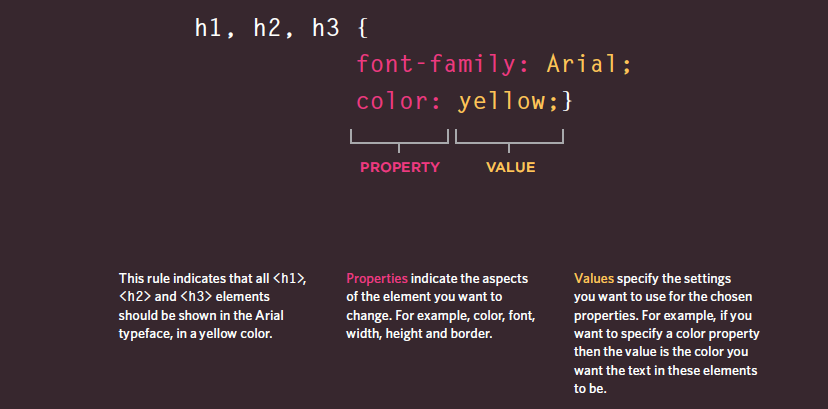 h1, h2, h3 {
font-family: Arial;
color: yellow;}
PROPERTY VALUE
This rule indicates that all <h1>,
<h2> and <h3> elements
should be shown in the Arial
typeface, in a yellow color.
Properties indicate the aspects
of the element you want to
change. For example, color, font,
width, height and border.
Values specify the settings
you want to use for the chosen
properties. For example, if you
want to specify a color property
then the value is the color you
want the text in these elements
to be.